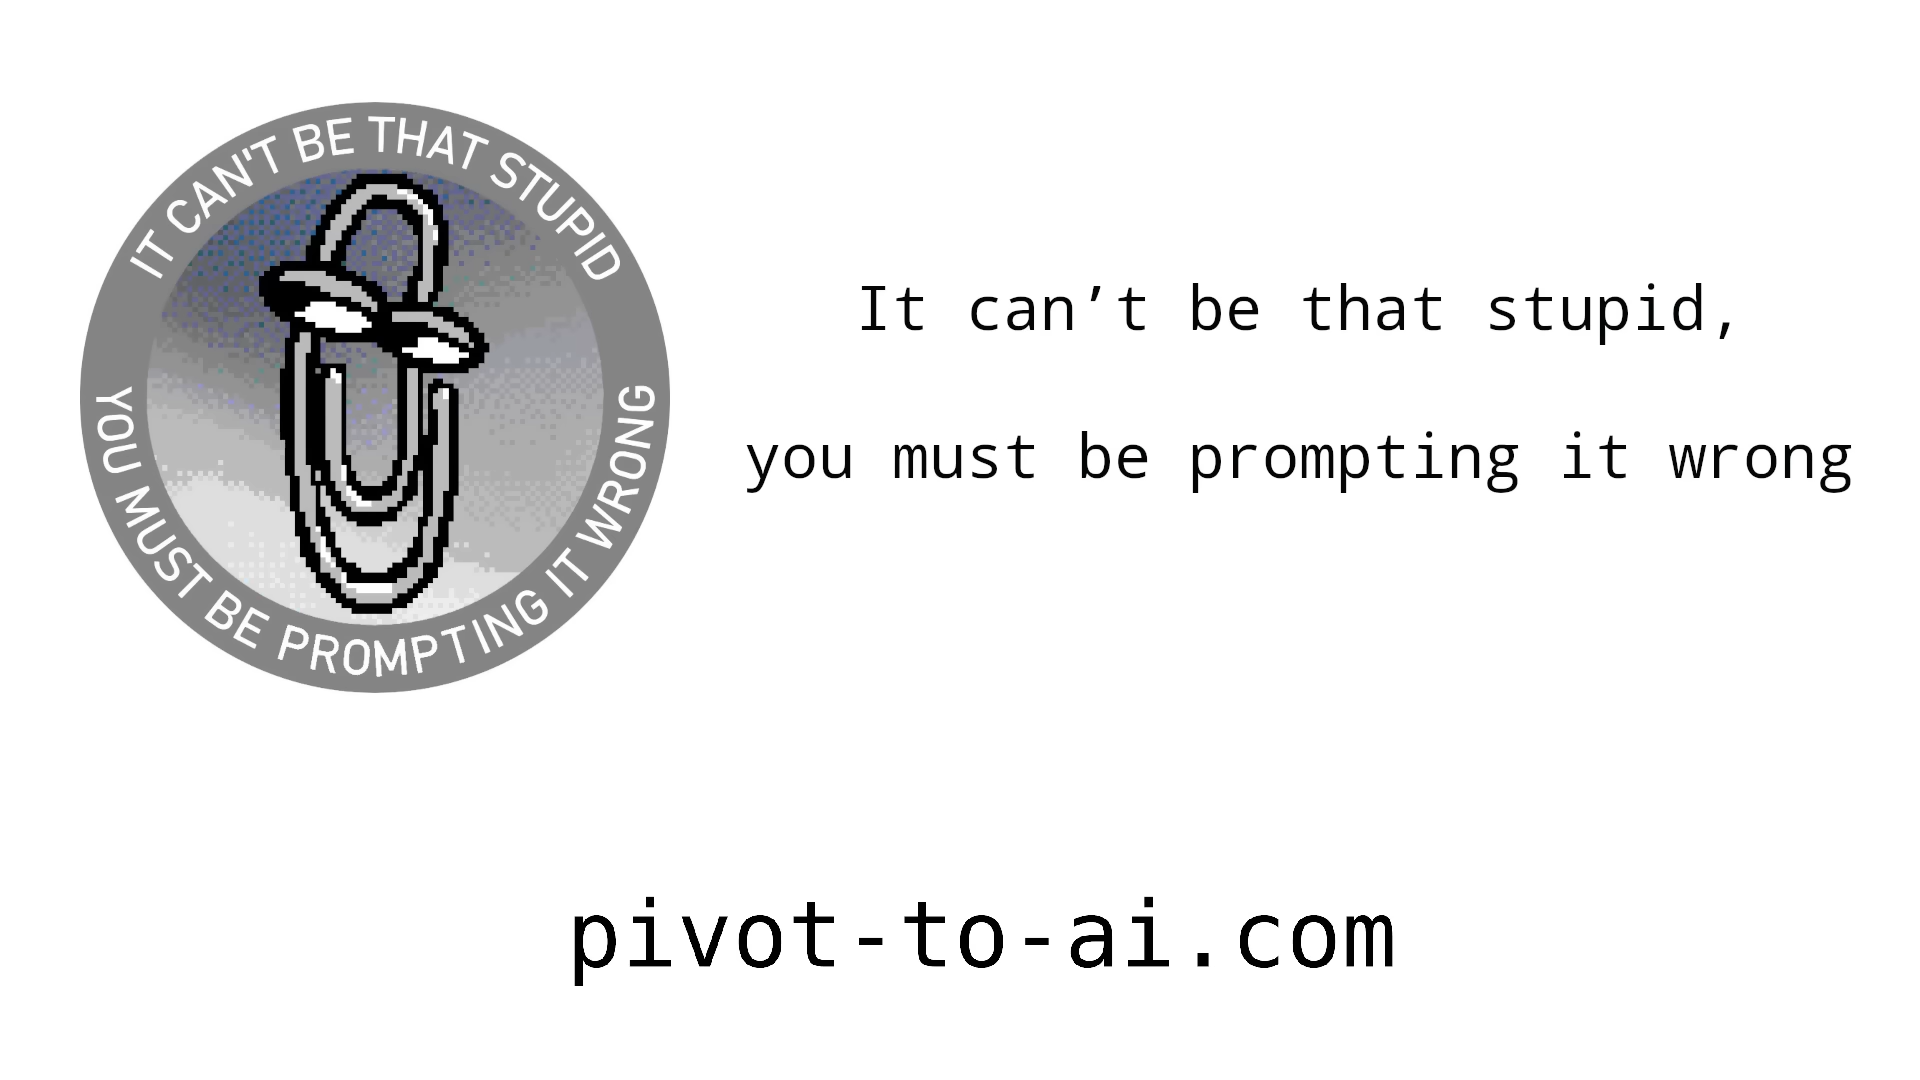 IT CAN'T BE THAT STUPID
YOU MUST BE PROMPTING IT WRONG
It can’t be that stupid,
you must be prompting it wrong
pivot-to-ai.com